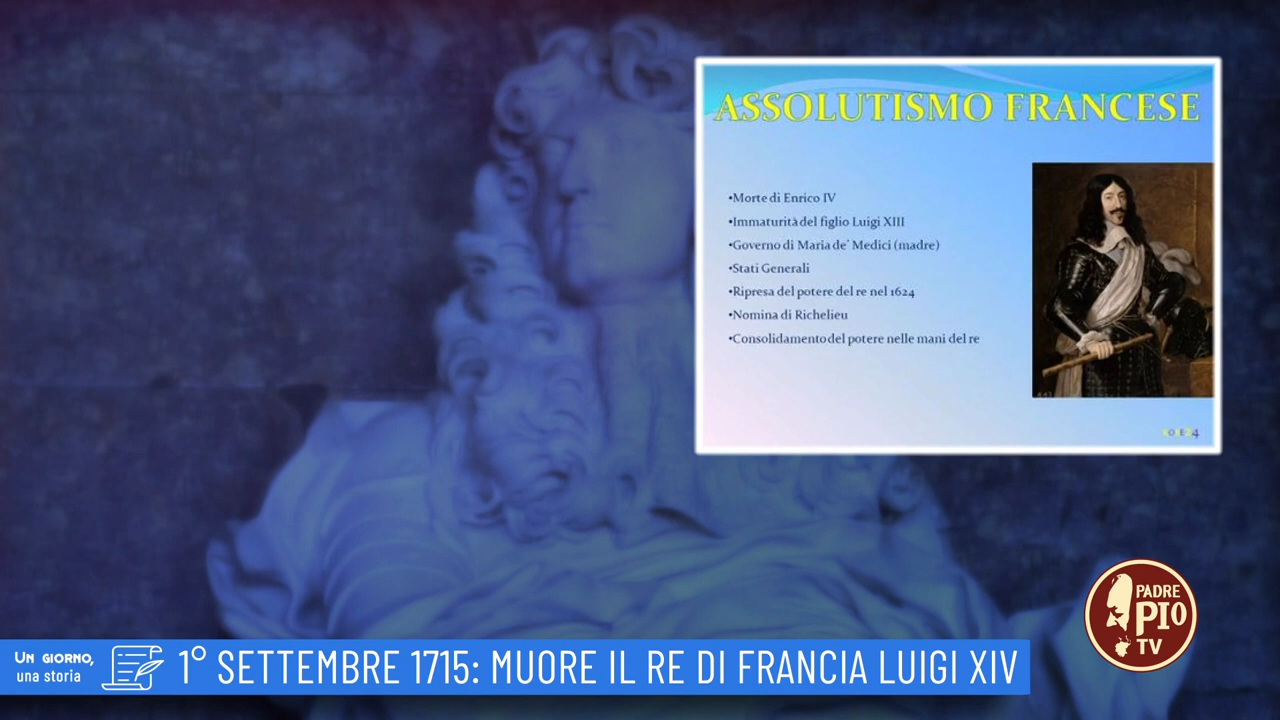 ASSOLUTISMO FRANCESE
•Morte di Enrico IV
•Immaturità del figlio Luigi XIII
•Governo di Maria de' Medici (madre)
•Stati Generali
•Ripresa del potere del re nel 1624
•Nomina di Richelieu
•Consolidamento del potere nelle mani del re
PADRE
PIO
TV
UN GIORNO,
una storia
1° SETTEMBRE 1715: MUORE IL RE DI FRANCIA LUIGI XIV